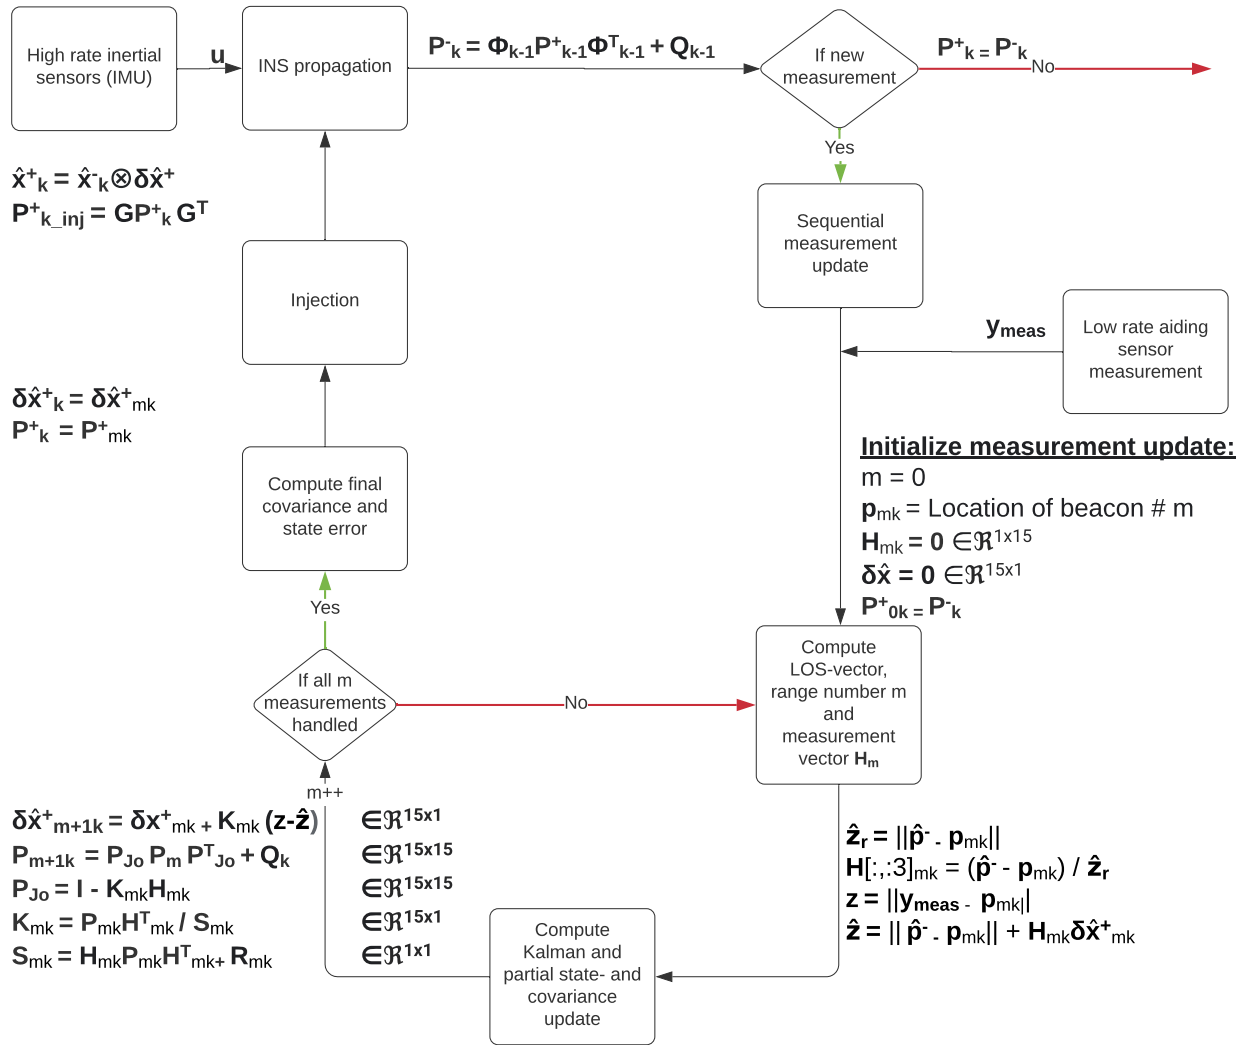 High rate inertial
sensors (IMU)
u
INS propagation
P⁻ₖ = Φₖ₋₁P⁺ₖ₋₁Φᵀₖ₋₁ + Qₖ₋₁
If new
measurement
P⁺ₖ = P⁻ₖ
No
Yes
x̂⁺ₖ = x̂⁻ₖ⊗δx̂⁺
P⁺ₖ_inj = GP⁺ₖ Gᵀ
Sequential
measurement
update
Injection
ymeas
Low rate aiding
sensor
measurement
δx̂⁺ₖ = δx̂⁺mk
P⁺ₖ = P⁺mk
Initialize measurement update:
m = 0
pmk = Location of beacon # m
Hmk = 0 ∈ℜ¹ˣ¹⁵
δx̂ = 0 ∈ℜ¹⁵ˣ¹
P⁺0k = P⁻ₖ
Compute final
covariance and
state error
Yes
If all m
measurements
handled
No
Compute
LOS-vector,
range number m
and
measurement
vector Hm
m++
δx̂⁺m+1k = δx⁺mk + Kmk (z-ẑ) ∈ℜ¹⁵ˣ¹
Pm+1k = PJo Pm PᵀJo + Qk ∈ℜ¹⁵ˣ¹⁵
PJo = I - KmkHmk ∈ℜ¹⁵ˣ¹⁵
Kmk = PmkHᵀmk / Smk ∈ℜ¹⁵ˣ¹
Smk = HmkPmkHᵀmk+ Rmk ∈ℜ¹ˣ¹
ẑr = ||p̂⁻ - pmk||
H[:,:3]mk = (p̂⁻ - pmk) / ẑr
z = ||ymeas - pmk||
ẑ = || p̂⁻ - pmk|| + Hmkδx̂⁺mk
Compute
Kalman and
partial state- and
covariance
update